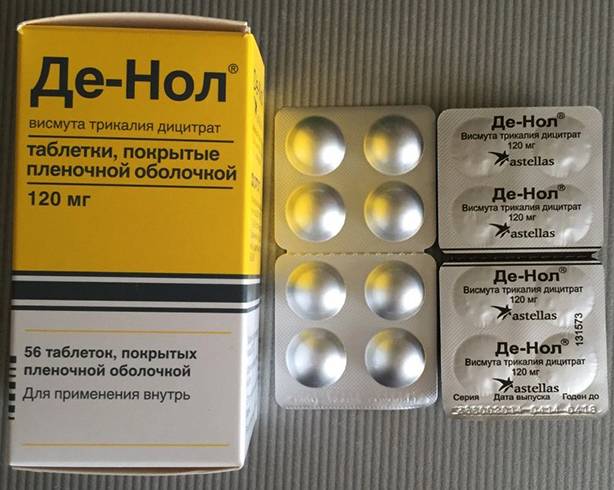 Де-Нол®
висмута трикалия дицитрат
таблетки, покрытые
пленочной оболочкой
120 мг
56 таблеток, покрытых
пленочной оболочкой
Для применения внутрь
Де-Нол®
Висмута трикалия дицитрат
120 мг
astellas
Де-Нол®
Висмута трикалия дицитрат
120 мг
astellas
Де-Нол®
Висмута трикалия дицитрат
120 мг
astellas
131573
Де-Нол®
Висмута трикалия дицитрат
120 мг
astellas
Серия Дата выпуска Годен до
0414 0418